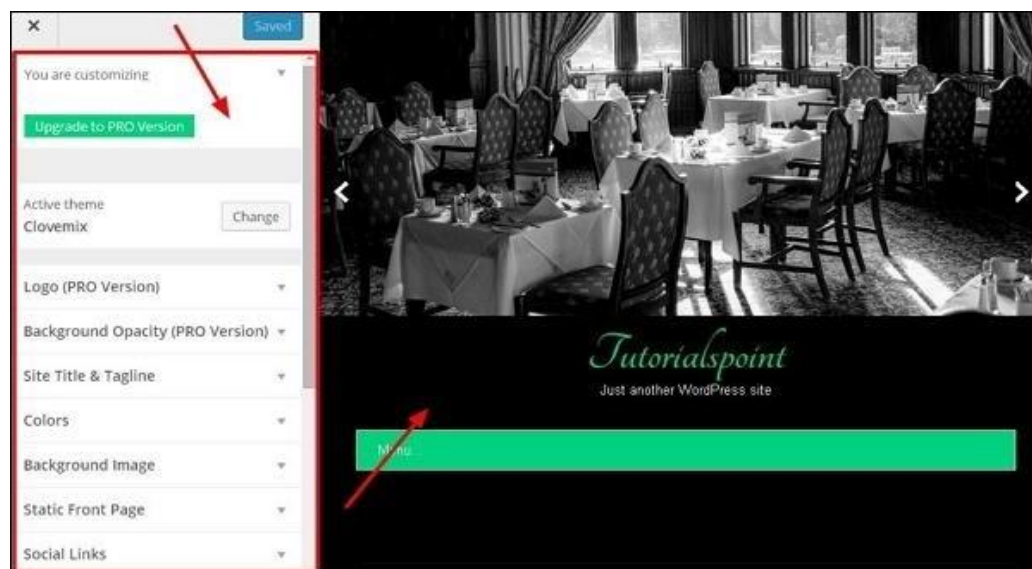 Saved
You are customizing
Upgrade to PRO Version
Active theme
Clovemix
Change
Logo (PRO Version)
Background Opacity (PRO Version)
Site Title & Tagline
Colors
Background Image
Static Front Page
Social Links
Tutorialspoint
Just another WordPress site
Menu...